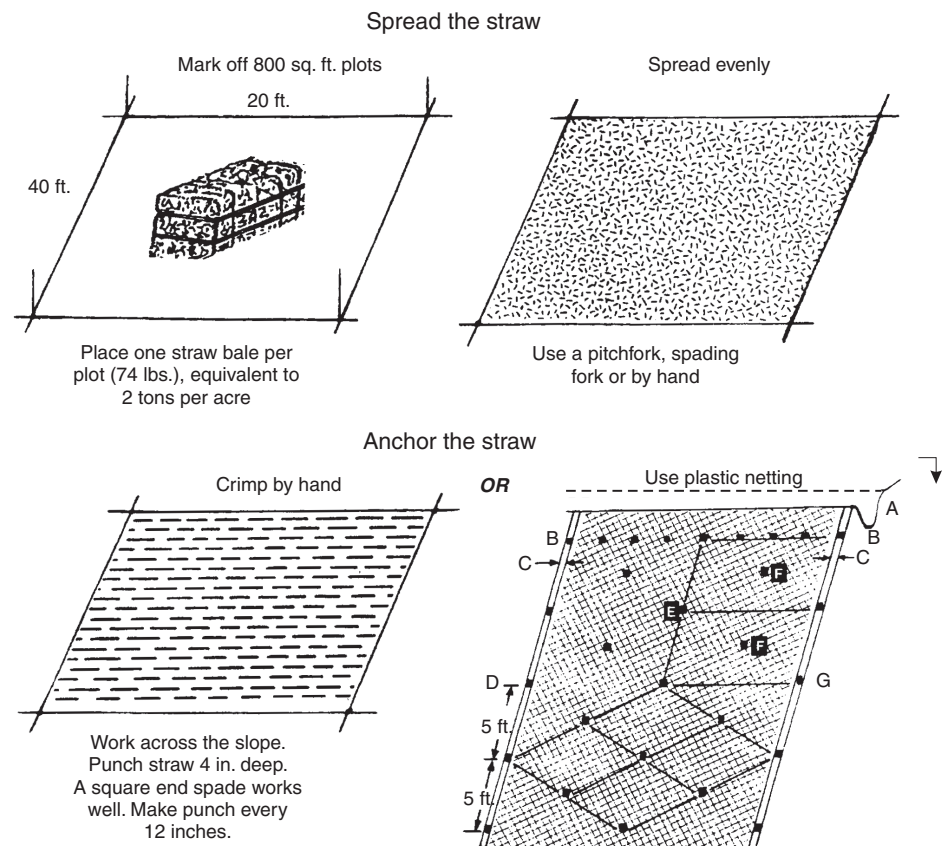 Spread the straw
Mark off 800 sq. ft. plots
20 ft.
40 ft.
Place one straw bale per
plot (74 lbs.), equivalent to
2 tons per acre
Spread evenly
Use a pitchfork, spading
fork or by hand
Anchor the straw
Crimp by hand
Work across the slope.
Punch straw 4 in. deep.
A square end spade works
well. Make punch every
12 inches.
OR
Use plastic netting
A
B
B
C
C
F
E
F
D
G
5 ft.
5 ft.